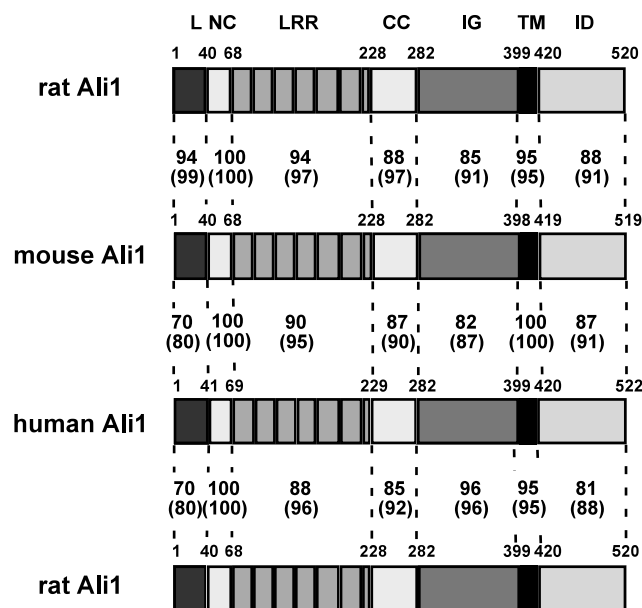 L NC LRR CC IG TM ID
1 40 68 228 282 399 420 520
rat Ali1
94 100 94 88 85 95 88
(99) (100) (97) (97) (91) (95) (91)
1 40 68 228 282 398 419 519
mouse Ali1
70 100 90 87 82 100 87
(80) (100) (95) (90) (87) (100) (91)
1 41 69 229 282 399 420 522
human Ali1
70 100 88 85 96 95 81
(80) (100) (96) (92) (96) (95) (88)
1 40 68 228 282 399 420 520
rat Ali1